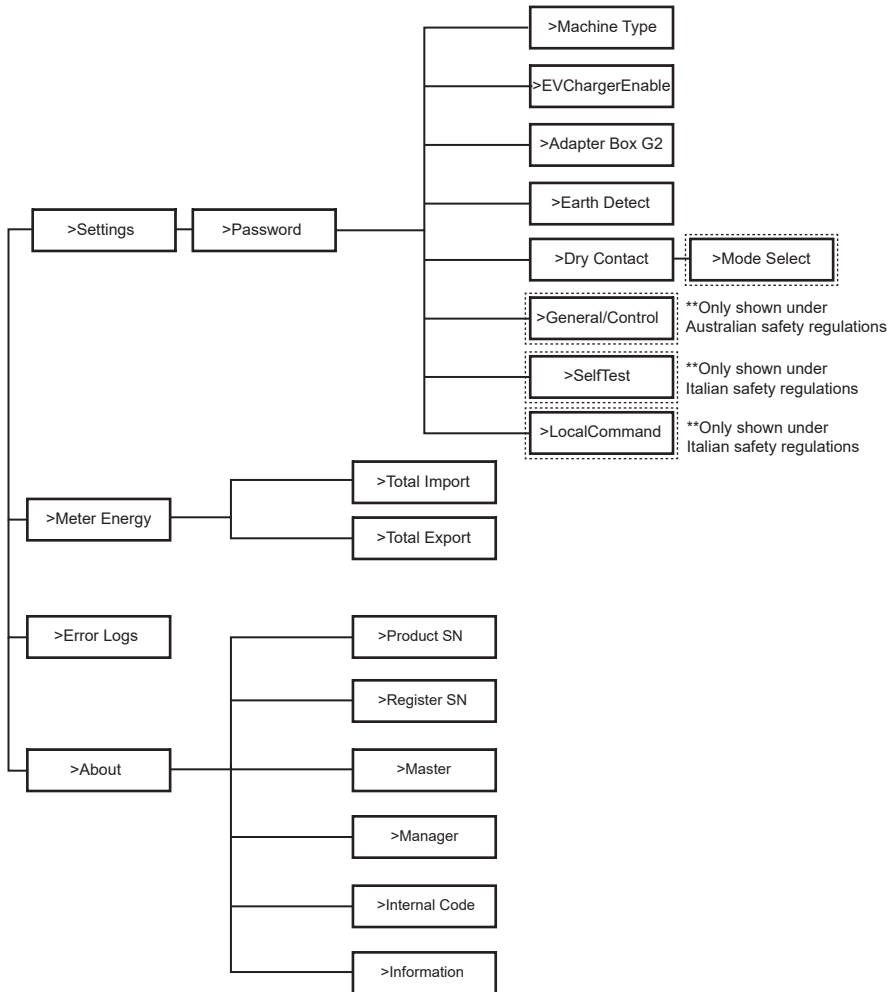 >Machine Type
>EVChargerEnable
>Adapter Box G2
>Earth Detect
>Settings
>Password
>Dry Contact
>Mode Select
>General/Control
**Only shown under
Australian safety regulations
>SelfTest
**Only shown under
Italian safety regulations
>LocalCommand
**Only shown under
Italian safety regulations
>Meter Energy
>Total Import
>Total Export
>Error Logs
>About
>Product SN
>Register SN
>Master
>Manager
>Internal Code
>Information